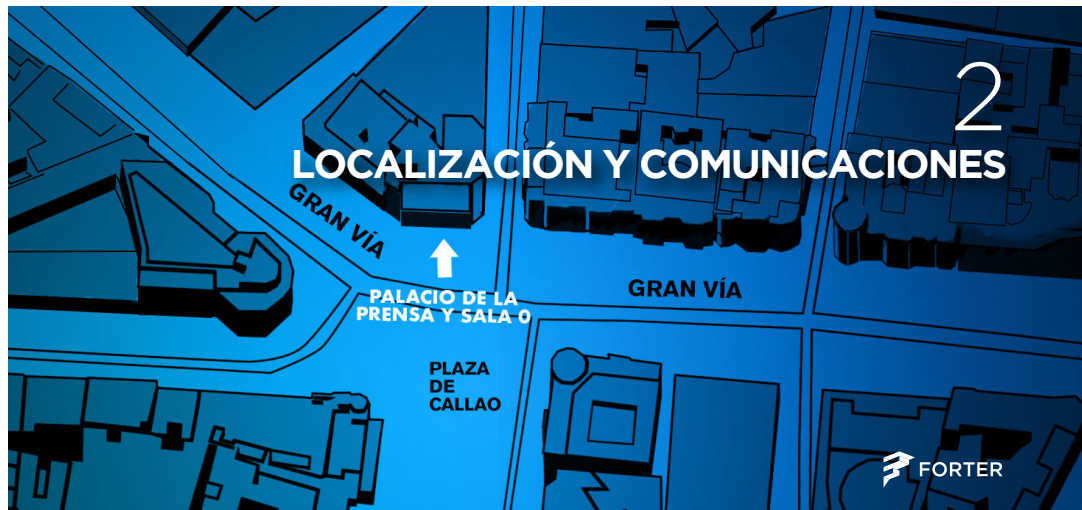 2
LOCALIZACIÓN Y COMUNICACIONES
GRAN VÍA
PALACIO DE LA
PRENSA Y SALA 0
GRAN VÍA
PLAZA
DE
CALLAO
FORTER